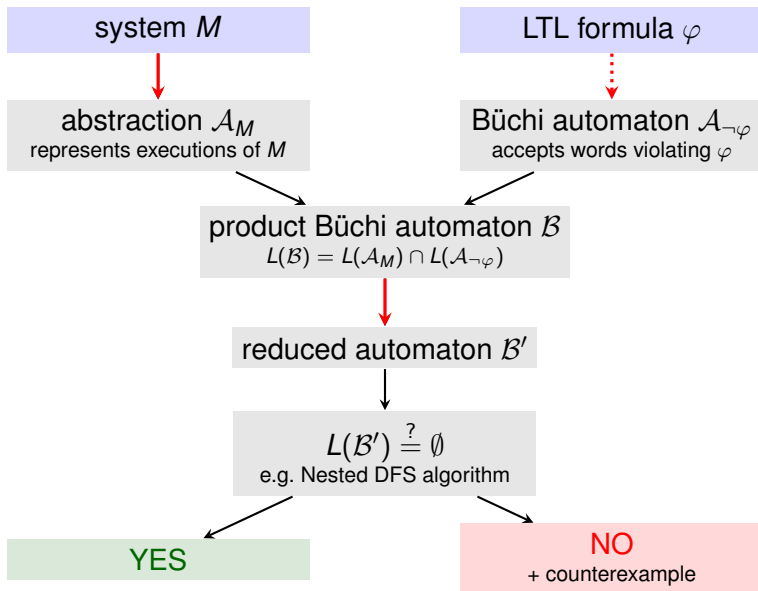 system M
LTL formula φ
abstraction 𝒜_M
represents executions of M
Büchi automaton 𝒜_¬φ
accepts words violating φ
product Büchi automaton ℬ
L(ℬ) = L(𝒜_M) ∩ L(𝒜_¬φ)
reduced automaton ℬ′
L(ℬ′) ≟ ∅
e.g. Nested DFS algorithm
YES
NO
+ counterexample